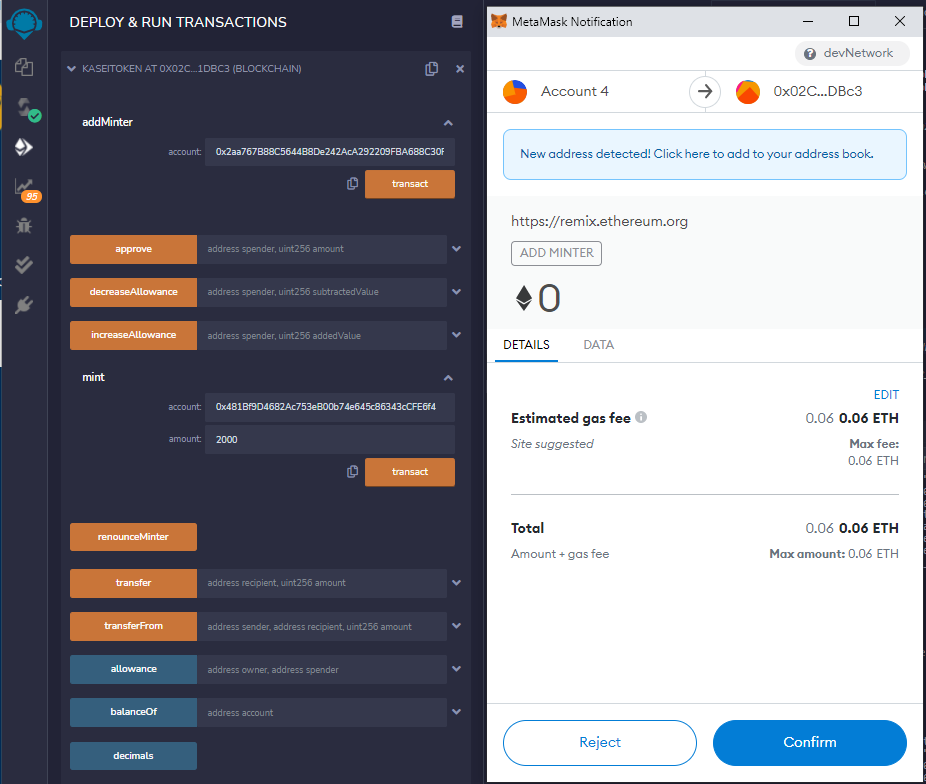 DEPLOY & RUN TRANSACTIONS
KASEITOKEN AT 0X02C...1DBC3 (BLOCKCHAIN)
addMinter
account: 0x2aa767B88C5644B8De242AcA292209FBA688C30F
transact
approve address spender, uint256 amount
decreaseAllowance address spender, uint256 subtractedValue
increaseAllowance address spender, uint256 addedValue
mint
account: 0x481Bf9D4682Ac753eB00b74e645c86343cCFE6f4
amount: 2000
transact
renounceMinter
transfer address recipient, uint256 amount
transferFrom address sender, address recipient, uint256 amount
allowance address owner, address spender
balanceOf address account
decimals
95
MetaMask Notification
devNetwork
Account 4 0x02C...DBc3
New address detected! Click here to add to your address book.
https://remix.ethereum.org
ADD MINTER
0
DETAILS DATA
EDIT
Estimated gas fee 0.06 0.06 ETH
Site suggested Max fee:
0.06 ETH
Total 0.06 0.06 ETH
Amount + gas fee Max amount: 0.06 ETH
Reject Confirm